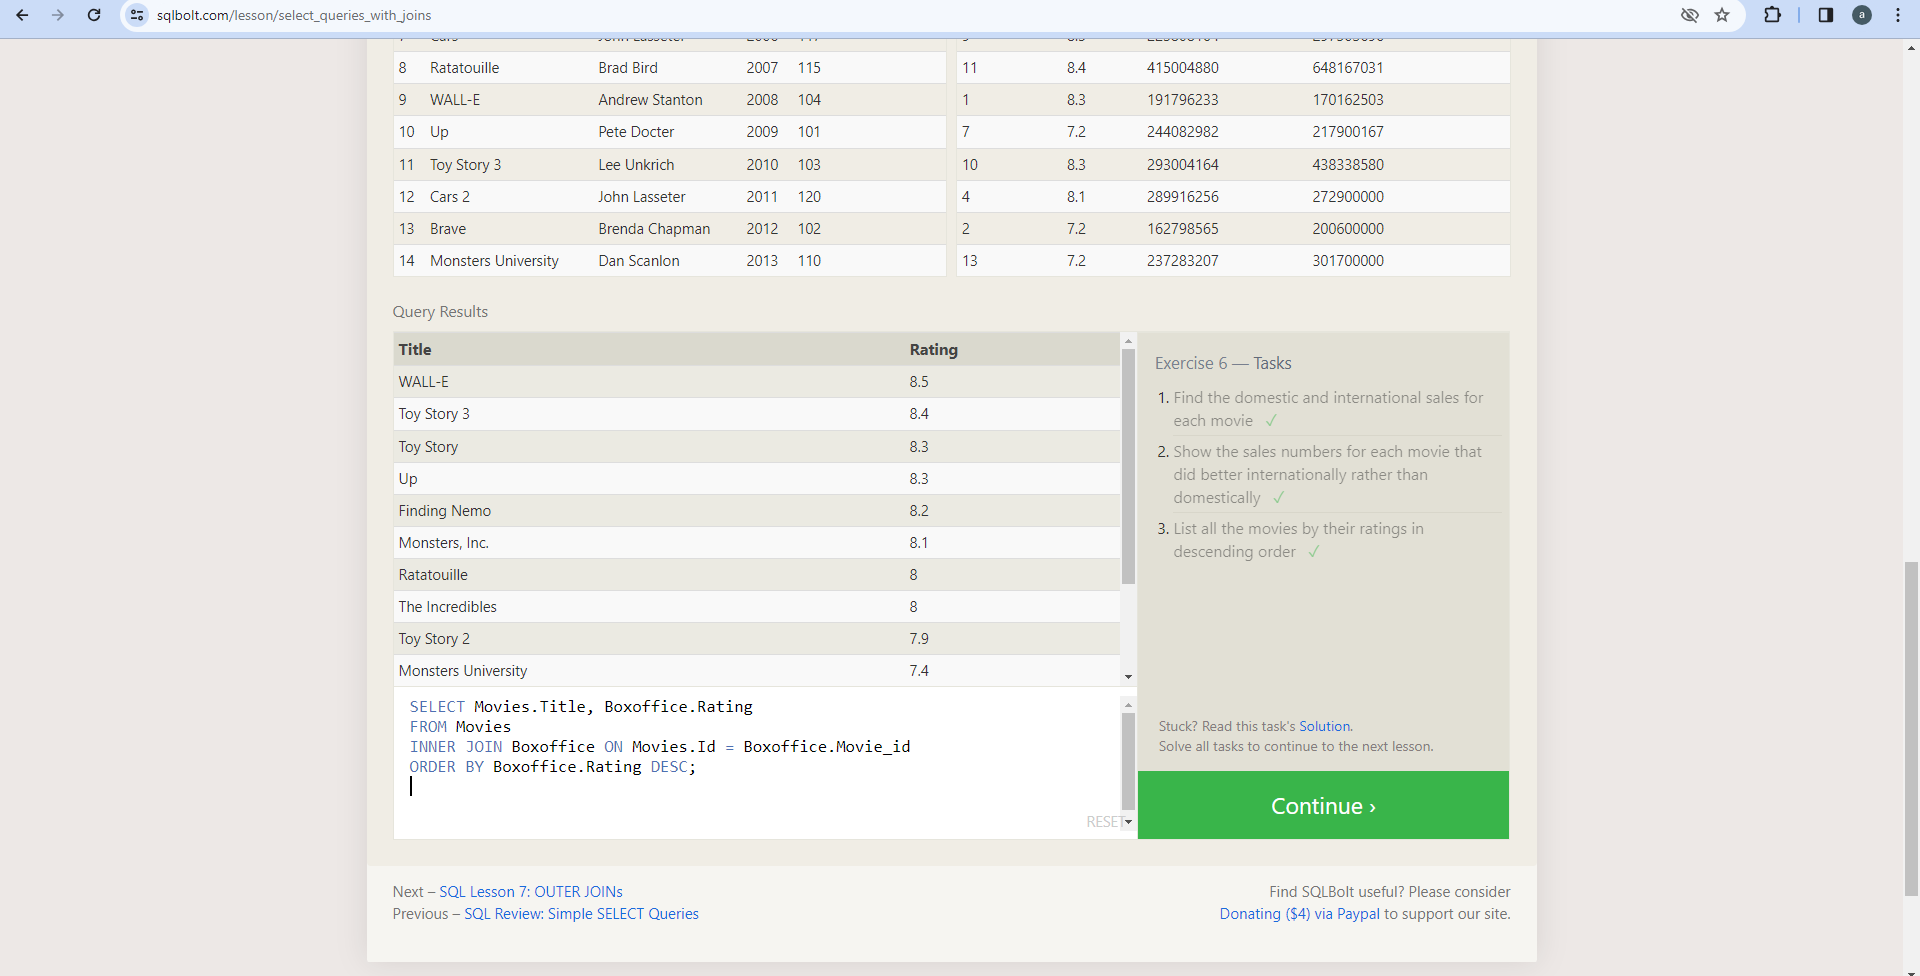 sqlbolt.com/lesson/select_queries_with_joins
a
8 Ratatouille Brad Bird 2007 115 11 8.4 415004880 648167031
9 WALL-E Andrew Stanton 2008 104 1 8.3 191796233 170162503
10 Up Pete Docter 2009 101 7 7.2 244082982 217900167
11 Toy Story 3 Lee Unkrich 2010 103 10 8.3 293004164 438338580
12 Cars 2 John Lasseter 2011 120 4 8.1 289916256 272900000
13 Brave Brenda Chapman 2012 102 2 7.2 162798565 200600000
14 Monsters University Dan Scanlon 2013 110 13 7.2 237283207 301700000
Query Results
Title Rating
WALL-E 8.5
Toy Story 3 8.4
Toy Story 8.3
Up 8.3
Finding Nemo 8.2
Monsters, Inc. 8.1
Ratatouille 8
The Incredibles 8
Toy Story 2 7.9
Monsters University 7.4
SELECT Movies.Title, Boxoffice.Rating
FROM Movies
INNER JOIN Boxoffice ON Movies.Id = Boxoffice.Movie_id
ORDER BY Boxoffice.Rating DESC;
RESET
Exercise 6 — Tasks
1. Find the domestic and international sales for
each movie ✓
2. Show the sales numbers for each movie that
did better internationally rather than
domestically ✓
3. List all the movies by their ratings in
descending order ✓
Stuck? Read this task's Solution.
Solve all tasks to continue to the next lesson.
Continue ›
Next – SQL Lesson 7: OUTER JOINs
Previous – SQL Review: Simple SELECT Queries
Find SQLBolt useful? Please consider
Donating ($4) via Paypal to support our site.